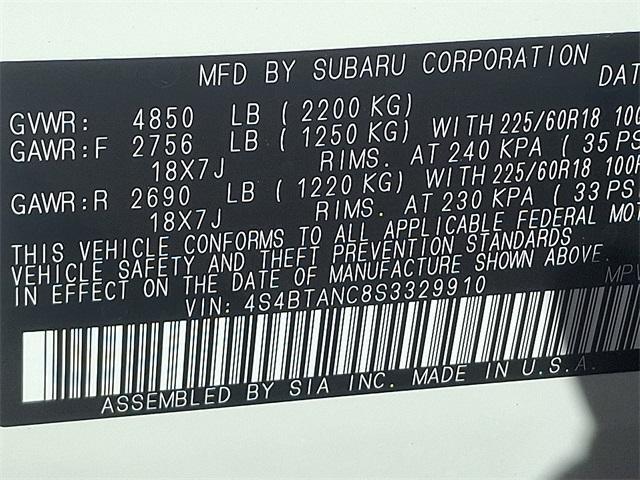 MFD BY SUBARU CORPORATION
GVWR: 4850 LB ( 2200 KG)
GAWR:F 2756 LB ( 1250 KG) WITH 225/60R18
18X7J RIMS. AT 240 KPA ( 35
GAWR:R 2690 LB ( 1220 KG) WITH 225/60R18
18X7J RIMS. AT 230 KPA ( 33
THIS VEHICLE CONFORMS TO ALL APPLICABLE FEDERAL
VEHICLE SAFETY AND THEFT PREVENTION STANDARDS
IN EFFECT ON THE DATE OF MANUFACTURE SHOWN ABOVE.
VIN: 4S4BTANC8S3329910
ASSEMBLED BY SIA INC. MADE IN U.S.A.